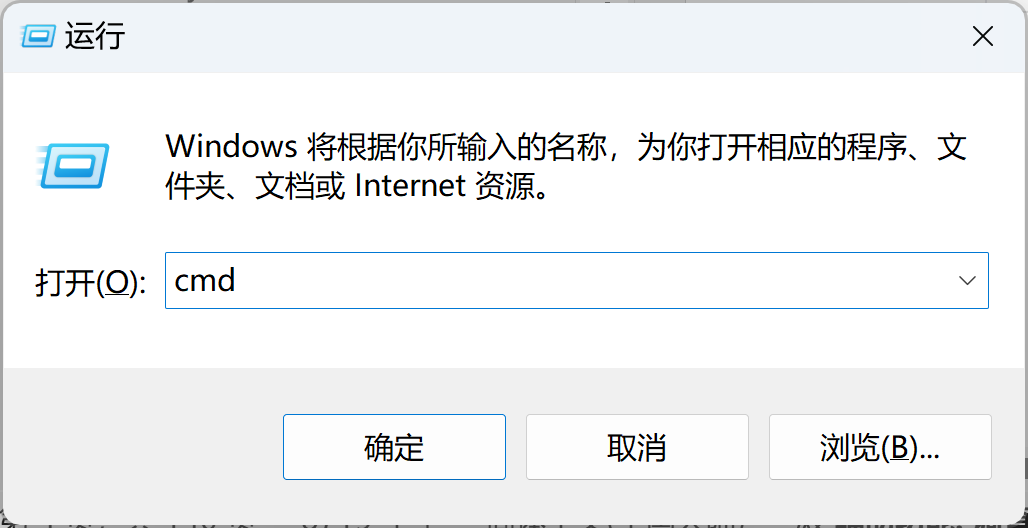 运行
Windows 将根据你所输入的名称，为你打开相应的程序、文
件夹、文档或 Internet 资源。
打开(O): cmd
确定 取消 浏览(B)...